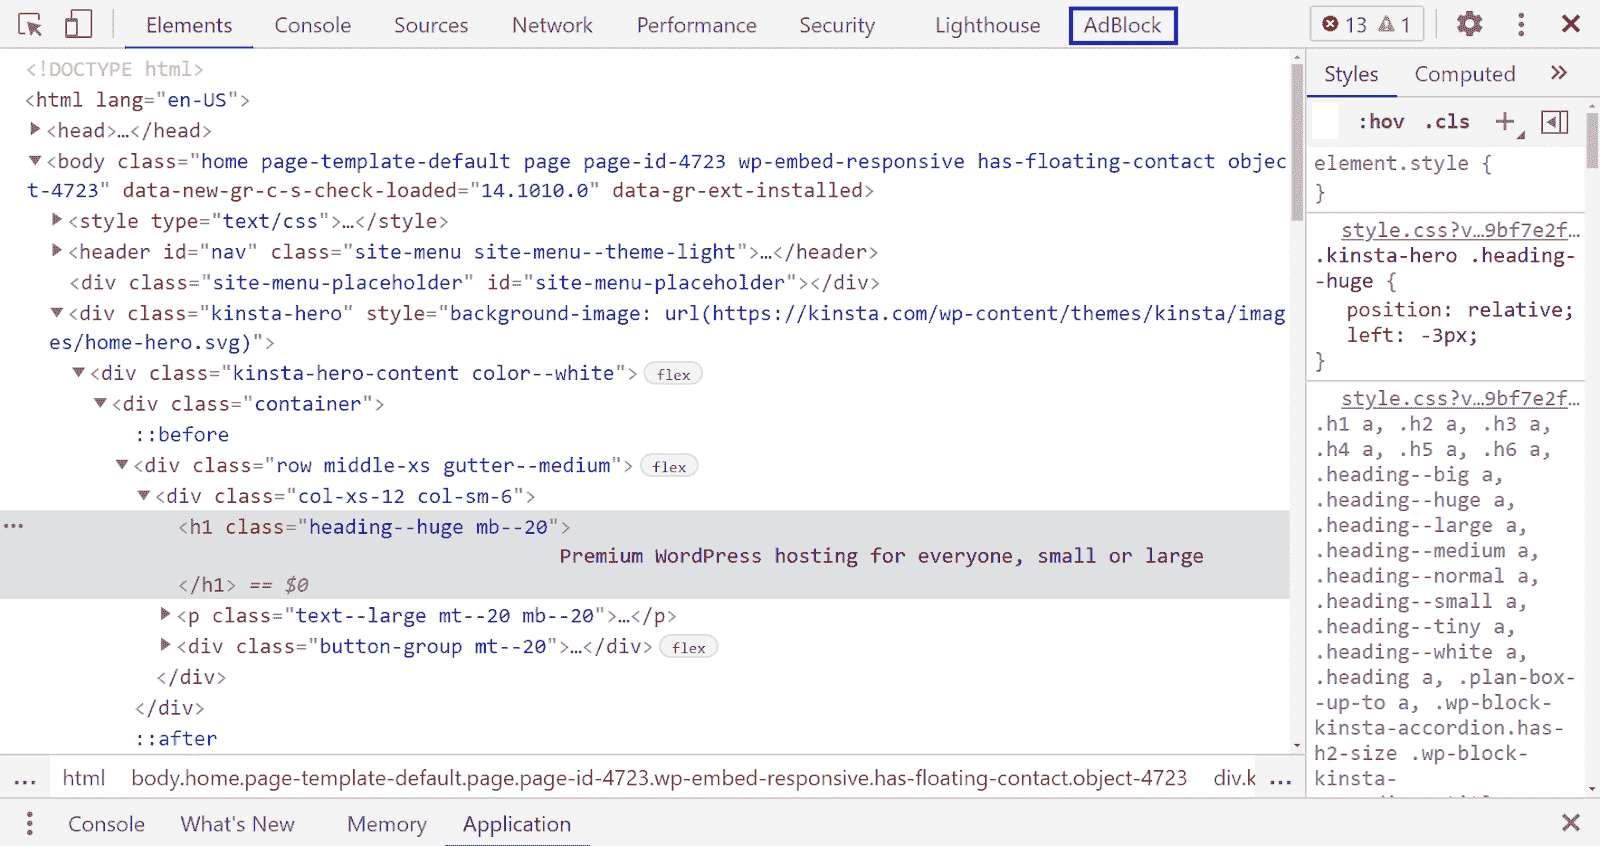 Elements Console Sources Network Performance Security Lighthouse AdBlock 13 1
<!DOCTYPE html>
<html lang="en-US">
<head>…</head>
<body class="home page-template-default page page-id-4723 wp-embed-responsive has-floating-contact objec
t-4723" data-new-gr-c-s-check-loaded="14.1010.0" data-gr-ext-installed>
<style type="text/css">…</style>
<header id="nav" class="site-menu site-menu--theme-light">…</header>
<div class="site-menu-placeholder" id="site-menu-placeholder"></div>
<div class="kinsta-hero" style="background-image: url(https://kinsta.com/wp-content/themes/kinsta/imag
es/home-hero.svg)">
<div class="kinsta-hero-content color--white"> flex
<div class="container">
::before
<div class="row middle-xs gutter--medium"> flex
<div class="col-xs-12 col-sm-6">
… <h1 class="heading--huge mb--20">
Premium WordPress hosting for everyone, small or large
</h1> == $0
<p class="text--large mt--20 mb--20">…</p>
<div class="button-group mt--20">…</div> flex
</div>
</div>
::after
… html body.home.page-template-default.page.page-id-4723.wp-embed-responsive.has-floating-contact.object-4723 div.k …
Styles Computed »
:hov .cls +
element.style {
}
style.css?v…9bf7e2f…
.kinsta-hero .heading-
-huge {
position: relative;
left: -3px;
}
style.css?v…9bf7e2f…
.h1 a, .h2 a, .h3 a,
.h4 a, .h5 a, .h6 a,
.heading--big a,
.heading--huge a,
.heading--large a,
.heading--medium a,
.heading--normal a,
.heading--small a,
.heading--tiny a,
.heading--white a,
.heading a, .plan-box-
-up-to a, .wp-block-
kinsta-accordion.has-
h2-size .wp-block-
kinsta-
Console What's New Memory Application